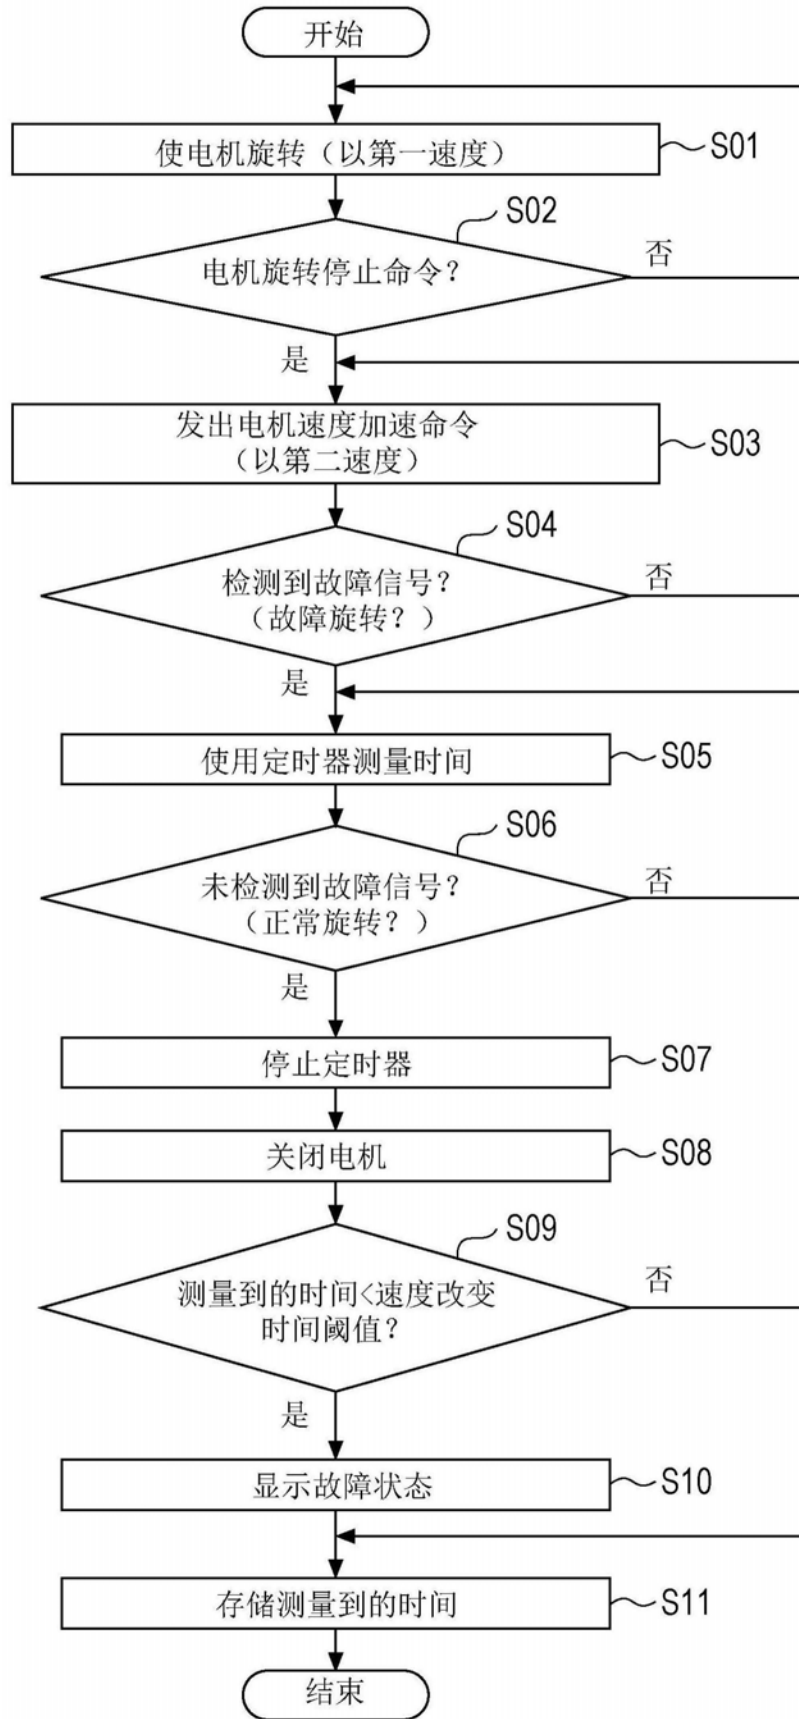 开始
使电机旋转（以第一速度）
S01
S02
电机旋转停止命令？
否
是
发出电机速度加速命令
（以第二速度）
S03
S04
检测到故障信号？
（故障旋转？）
否
是
使用定时器测量时间
S05
S06
未检测到故障信号？
（正常旋转？）
否
是
停止定时器
S07
关闭电机
S08
S09
测量到的时间<速度改变
时间阈值？
否
是
显示故障状态
S10
存储测量到的时间
S11
结束